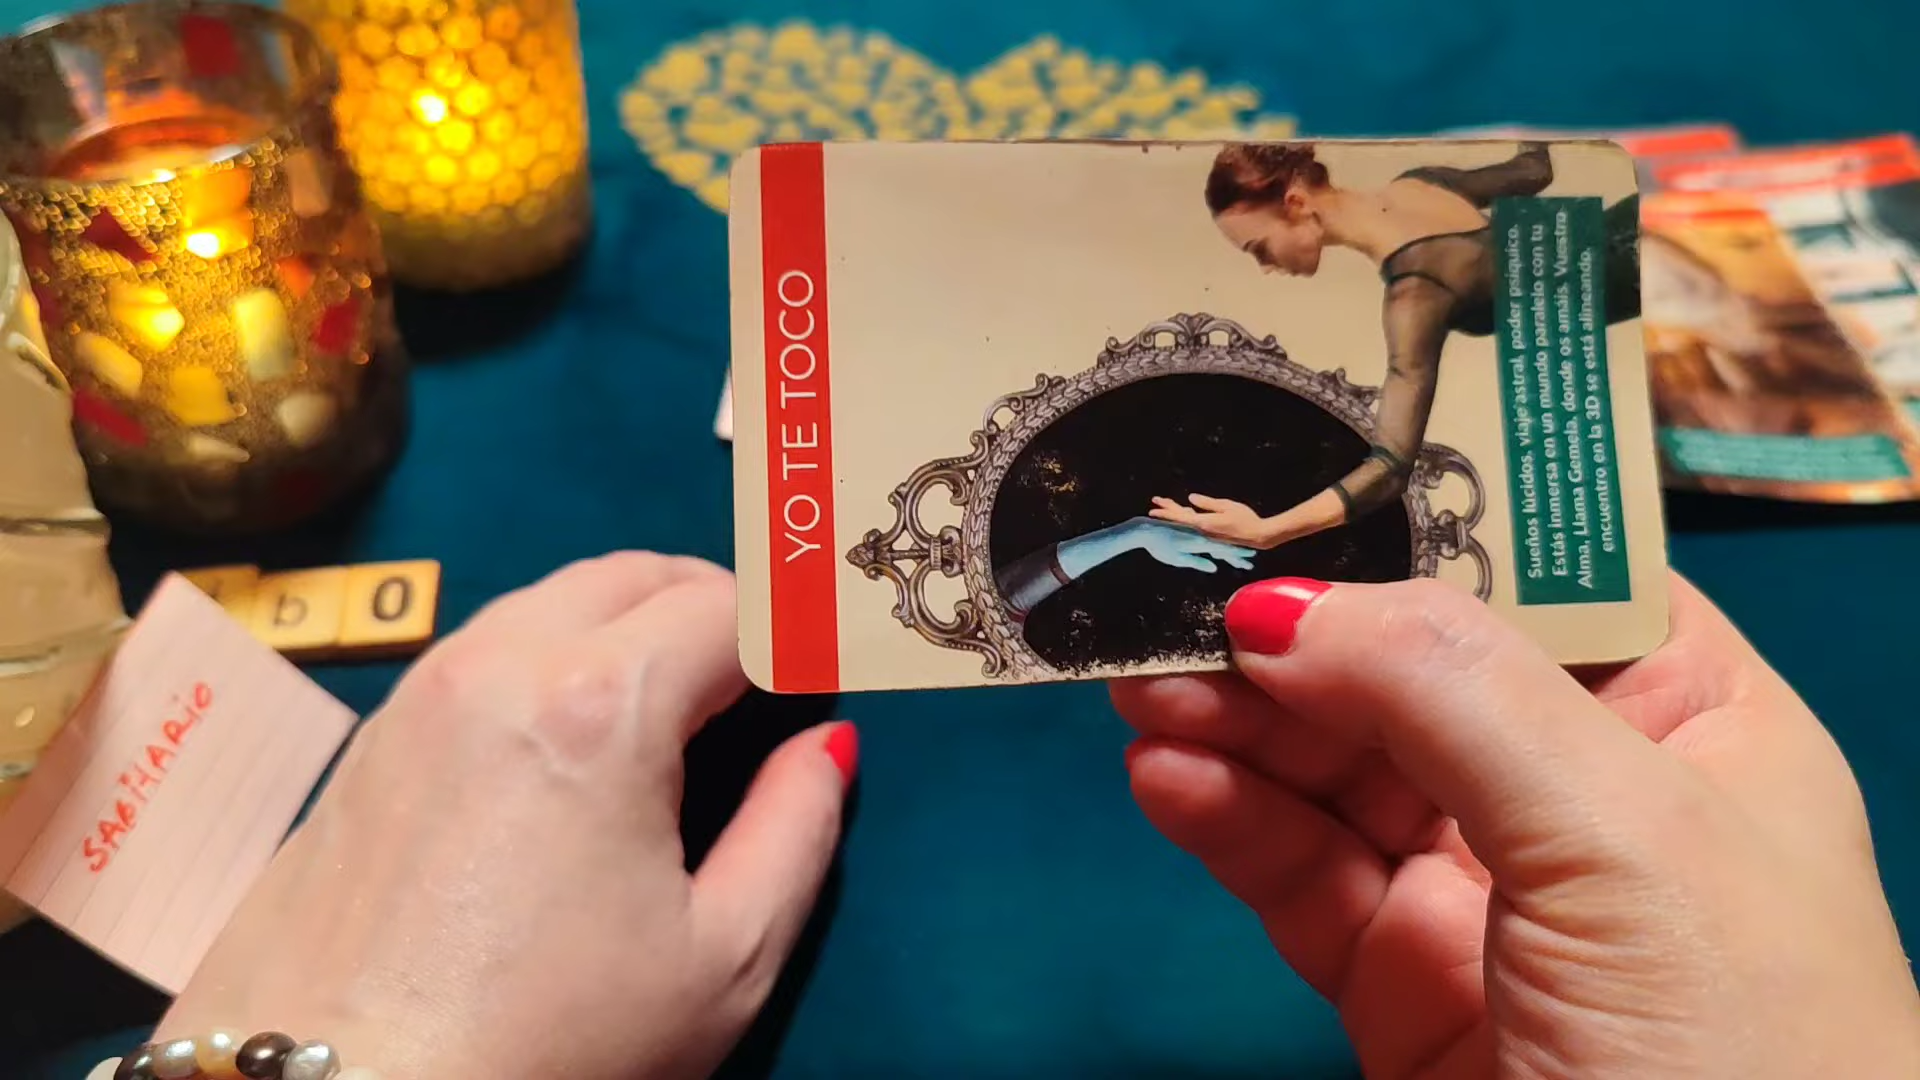 YO TE TOCO
Sueños lúcidos, viaje astral, poder psíquico.
Estás inmersa en un mundo paralelo con tu
Alma, Llama Gemela, donde os amáis. Vuestro
encuentro en la 3D se está alineando.
b o
SAGiTARiO